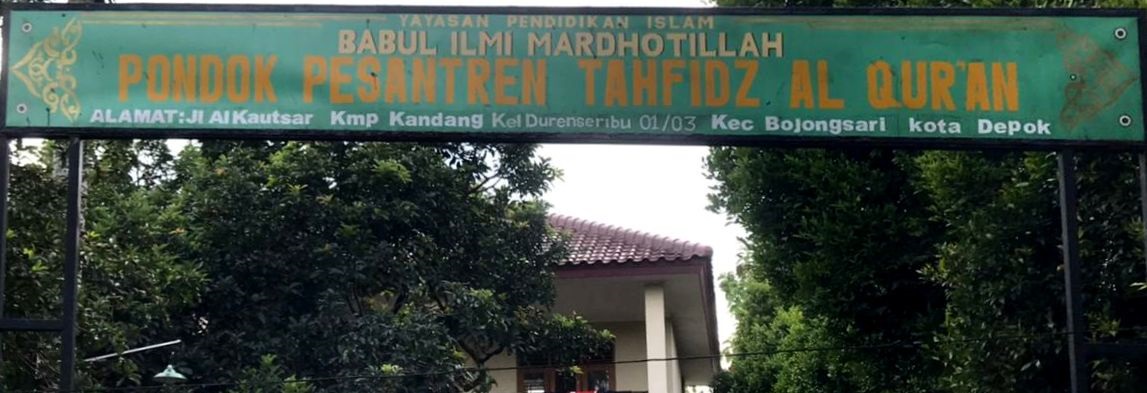 YAYASAN PENDIDIKAN ISLAM
BABUL ILMI MARDHOTILLAH
PONDOK PESANTREN TAHFIDZ AL QUR'AN
ALAMAT:Jl Al Kautsar Kmp Kandang Kel Durenseribu 01/03 Kec Bojongsari kota Depok